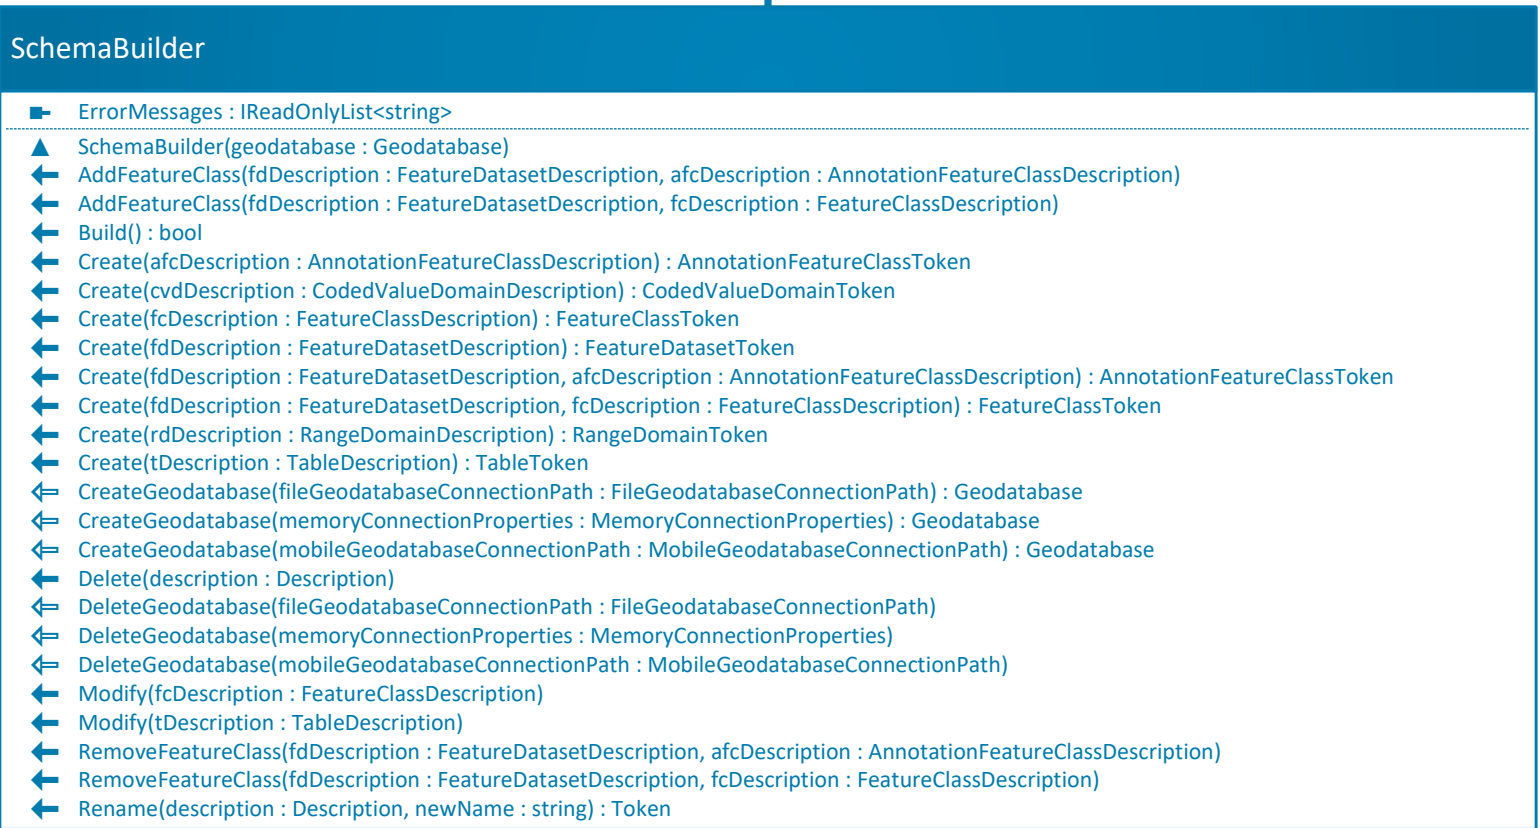 SchemaBuilder
ErrorMessages : IReadOnlyList<string>
SchemaBuilder(geodatabase : Geodatabase)
AddFeatureClass(fdDescription : FeatureDatasetDescription, afcDescription : AnnotationFeatureClassDescription)
AddFeatureClass(fdDescription : FeatureDatasetDescription, fcDescription : FeatureClassDescription)
Build() : bool
Create(afcDescription : AnnotationFeatureClassDescription) : AnnotationFeatureClassToken
Create(cvdDescription : CodedValueDomainDescription) : CodedValueDomainToken
Create(fcDescription : FeatureClassDescription) : FeatureClassToken
Create(fdDescription : FeatureDatasetDescription) : FeatureDatasetToken
Create(fdDescription : FeatureDatasetDescription, afcDescription : AnnotationFeatureClassDescription) : AnnotationFeatureClassToken
Create(fdDescription : FeatureDatasetDescription, fcDescription : FeatureClassDescription) : FeatureClassToken
Create(rdDescription : RangeDomainDescription) : RangeDomainToken
Create(tDescription : TableDescription) : TableToken
CreateGeodatabase(fileGeodatabaseConnectionPath : FileGeodatabaseConnectionPath) : Geodatabase
CreateGeodatabase(memoryConnectionProperties : MemoryConnectionProperties) : Geodatabase
CreateGeodatabase(mobileGeodatabaseConnectionPath : MobileGeodatabaseConnectionPath) : Geodatabase
Delete(description : Description)
DeleteGeodatabase(fileGeodatabaseConnectionPath : FileGeodatabaseConnectionPath)
DeleteGeodatabase(memoryConnectionProperties : MemoryConnectionProperties)
DeleteGeodatabase(mobileGeodatabaseConnectionPath : MobileGeodatabaseConnectionPath)
Modify(fcDescription : FeatureClassDescription)
Modify(tDescription : TableDescription)
RemoveFeatureClass(fdDescription : FeatureDatasetDescription, afcDescription : AnnotationFeatureClassDescription)
RemoveFeatureClass(fdDescription : FeatureDatasetDescription, fcDescription : FeatureClassDescription)
Rename(description : Description, newName : string) : Token